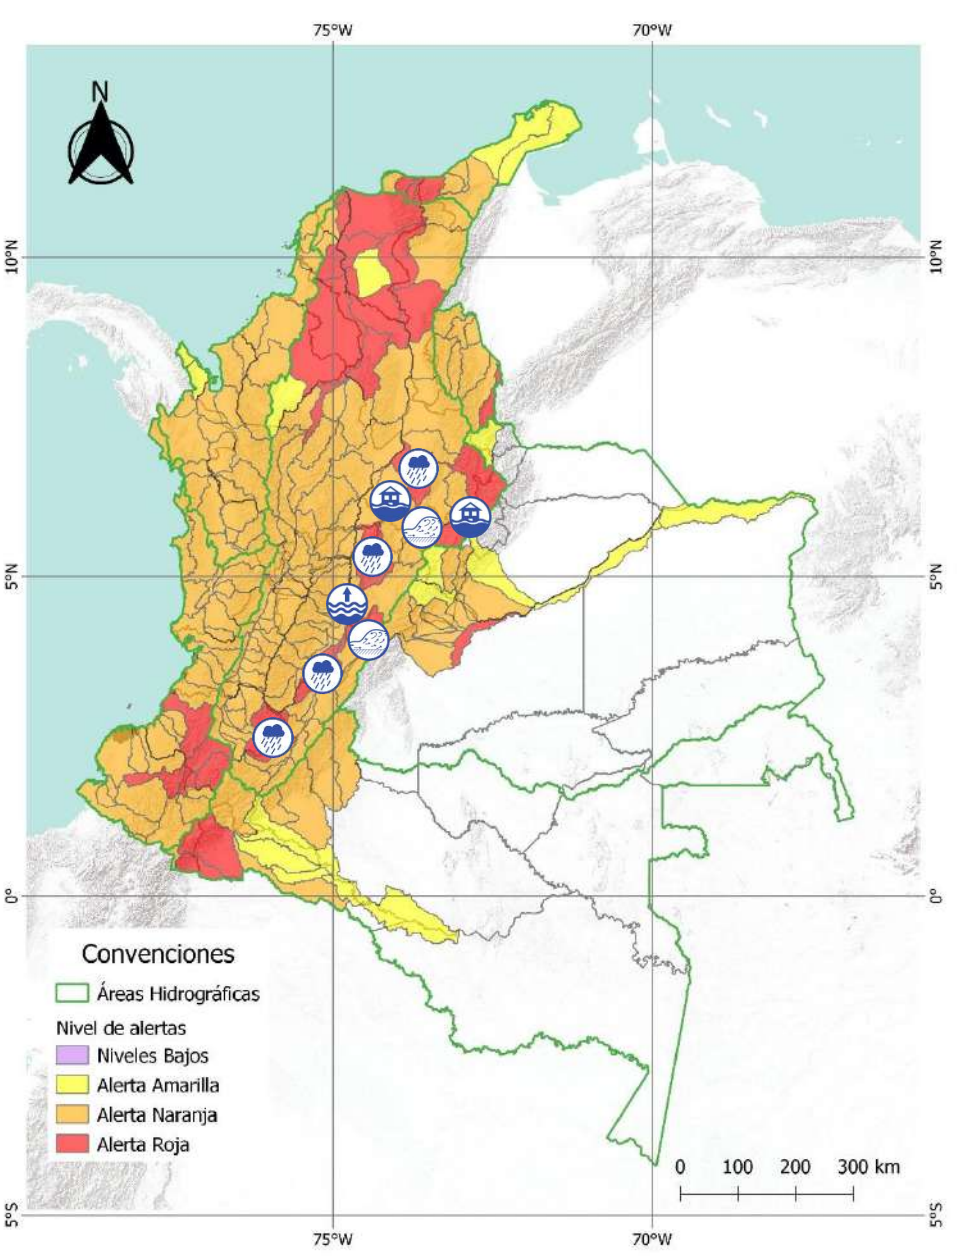 75°W 70°W
N
10°N 10°N
5°N 5°N
0° 0°
Convenciones
Áreas Hidrográficas
Nivel de alertas
Niveles Bajos
Alerta Amarilla
Alerta Naranja
Alerta Roja
0 100 200 300 km
5°S 5°S
75°W 70°W